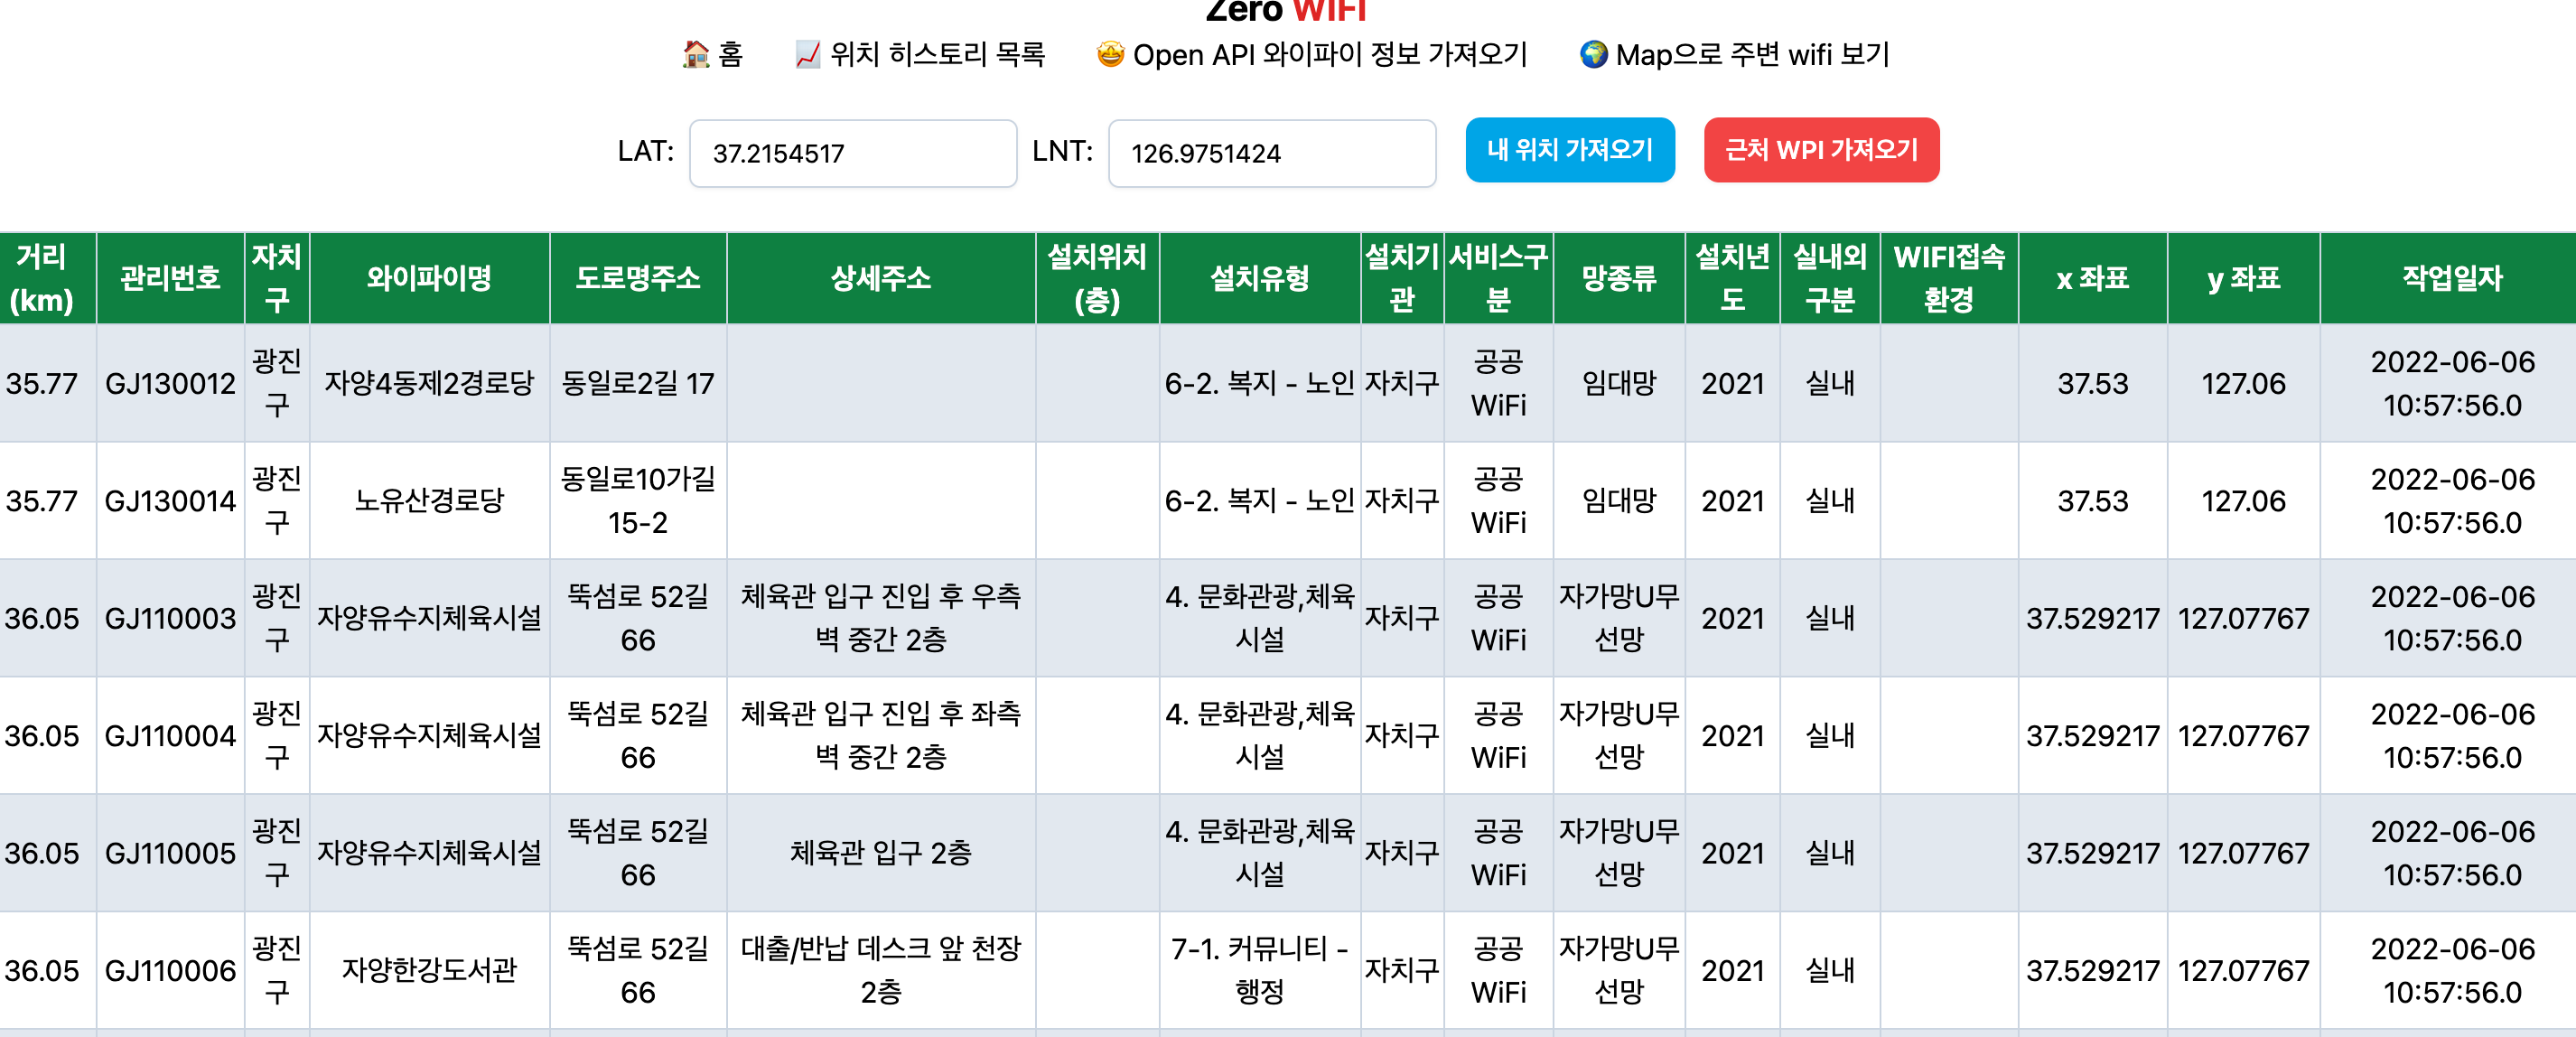 Zero WIFI
홈 위치 히스토리 목록 Open API 와이파이 정보 가져오기 Map으로 주변 wifi 보기
LAT: 37.2154517 LNT: 126.9751424 내 위치 가져오기 근처 WPI 가져오기
거리 (km) 관리번호 자치구 와이파이명 도로명주소 상세주소 설치위치 (층) 설치유형 설치기관 서비스구분 망종류 설치년도 실내외구분 WIFI접속환경 x 좌표 y 좌표 작업일자
35.77 GJ130012 광진구 자양4동제2경로당 동일로2길 17 6-2. 복지 - 노인 자치구 공공 WiFi 임대망 2021 실내 37.53 127.06 2022-06-06 10:57:56.0
35.77 GJ130014 광진구 노유산경로당 동일로10가길 15-2 6-2. 복지 - 노인 자치구 공공 WiFi 임대망 2021 실내 37.53 127.06 2022-06-06 10:57:56.0
36.05 GJ110003 광진구 자양유수지체육시설 뚝섬로 52길 66 체육관 입구 진입 후 우측 벽 중간 2층 4. 문화관광,체육시설 자치구 공공 WiFi 자가망U무선망 2021 실내 37.529217 127.07767 2022-06-06 10:57:56.0
36.05 GJ110004 광진구 자양유수지체육시설 뚝섬로 52길 66 체육관 입구 진입 후 좌측 벽 중간 2층 4. 문화관광,체육시설 자치구 공공 WiFi 자가망U무선망 2021 실내 37.529217 127.07767 2022-06-06 10:57:56.0
36.05 GJ110005 광진구 자양유수지체육시설 뚝섬로 52길 66 체육관 입구 2층 4. 문화관광,체육시설 자치구 공공 WiFi 자가망U무선망 2021 실내 37.529217 127.07767 2022-06-06 10:57:56.0
36.05 GJ110006 광진구 자양한강도서관 뚝섬로 52길 66 대출/반납 데스크 앞 천장 2층 7-1. 커뮤니티 - 행정 자치구 공공 WiFi 자가망U무선망 2021 실내 37.529217 127.07767 2022-06-06 10:57:56.0